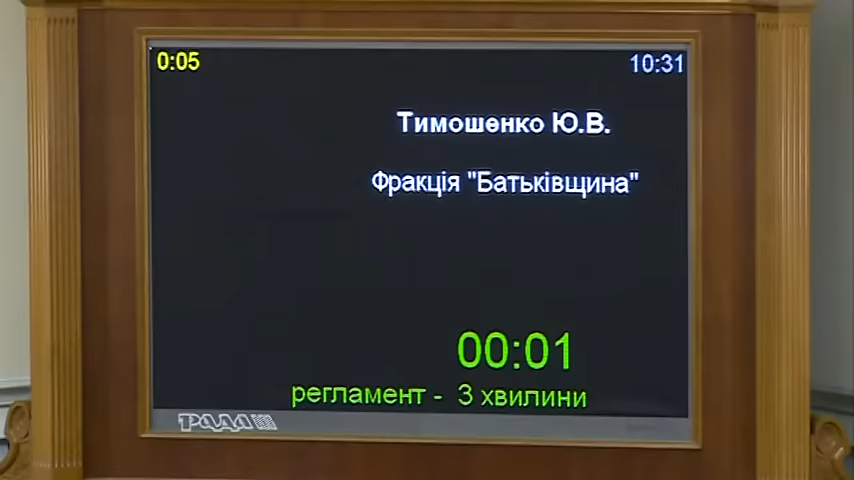 0:05
10:31
Тимошенко Ю.В.
Фракція "Батьківщина"
00:01
регламент - 3 хвилини
РАДА